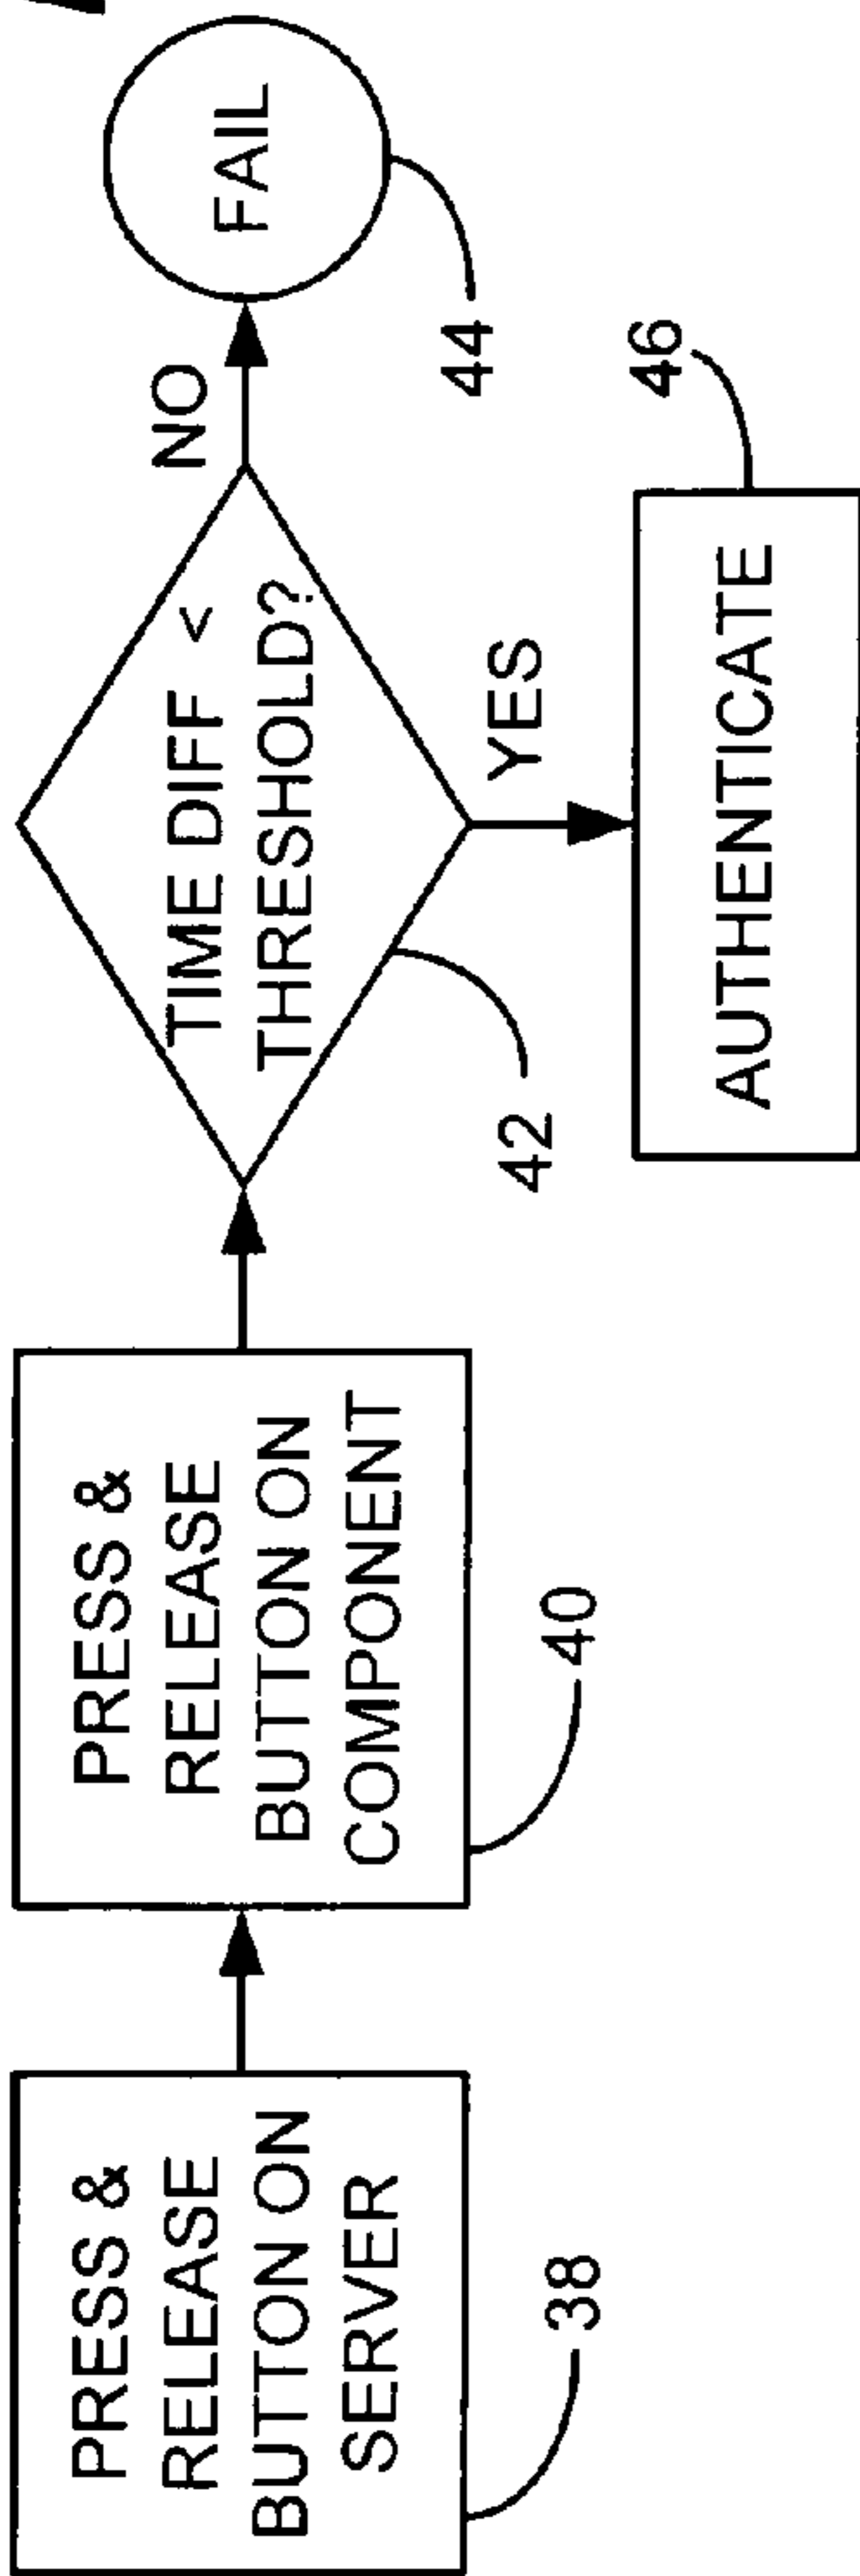 PRESS &
RELEASE
BUTTON ON
SERVER
38
PRESS &
RELEASE
BUTTON ON
COMPONENT
40
TIME DIFF <
THRESHOLD?
42
NO
FAIL
44
YES
AUTHENTICATE
46